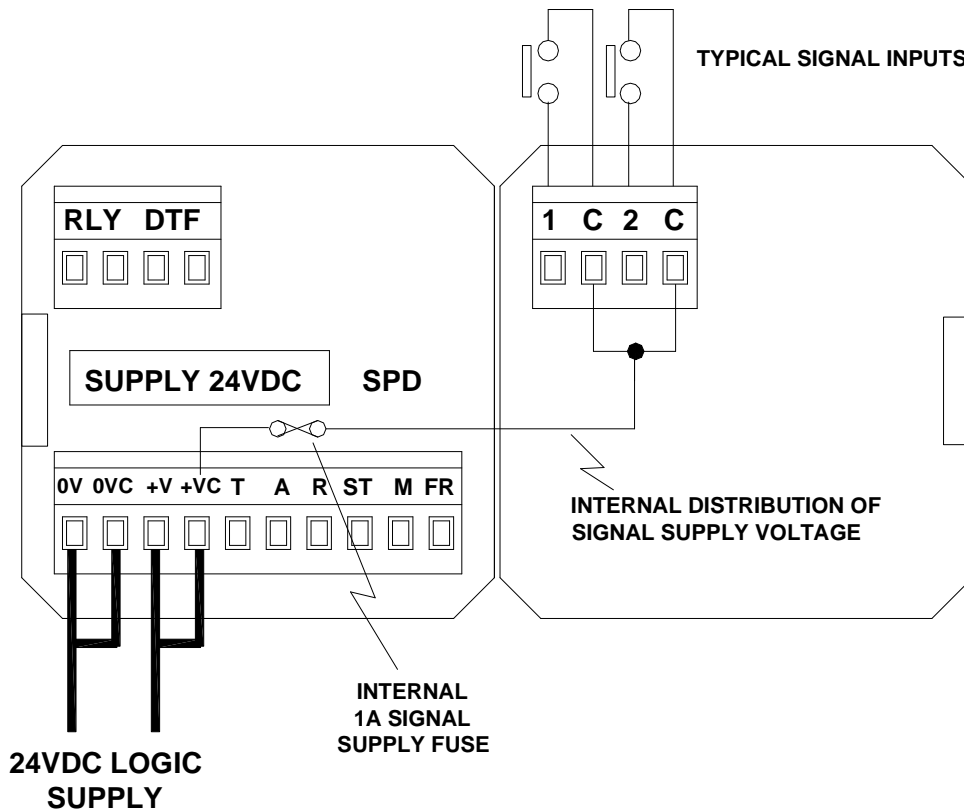 TYPICAL SIGNAL INPUTS
RLY DTF
1 C 2 C
SUPPLY 24VDC SPD
0V 0VC +V +VC T A R ST M FR
INTERNAL DISTRIBUTION OF
SIGNAL SUPPLY VOLTAGE
INTERNAL
1A SIGNAL
SUPPLY FUSE
24VDC LOGIC
SUPPLY